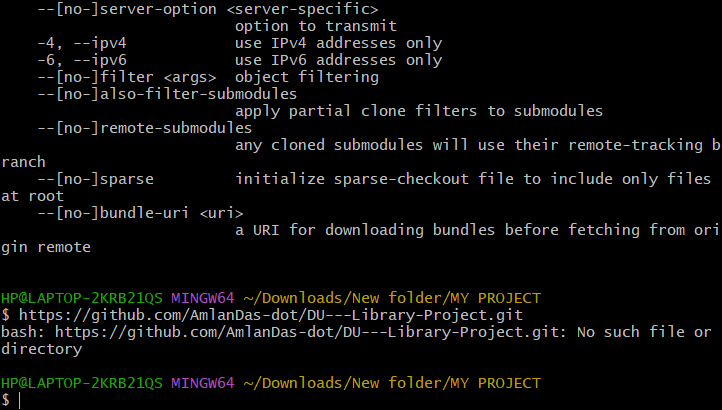 --[no-]server-option <server-specific>
option to transmit
-4, --ipv4 use IPv4 addresses only
-6, --ipv6 use IPv6 addresses only
--[no-]filter <args> object filtering
--[no-]also-filter-submodules
apply partial clone filters to submodules
--[no-]remote-submodules
any cloned submodules will use their remote-tracking b
ranch
--[no-]sparse initialize sparse-checkout file to include only files
at root
--[no-]bundle-uri <uri>
a URI for downloading bundles before fetching from ori
gin remote
HP@LAPTOP-2KRB21QS MINGW64 ~/Downloads/New folder/MY PROJECT
$ https://github.com/AmlanDas-dot/DU---Library-Project.git
bash: https://github.com/AmlanDas-dot/DU---Library-Project.git: No such file or
directory
HP@LAPTOP-2KRB21QS MINGW64 ~/Downloads/New folder/MY PROJECT
$